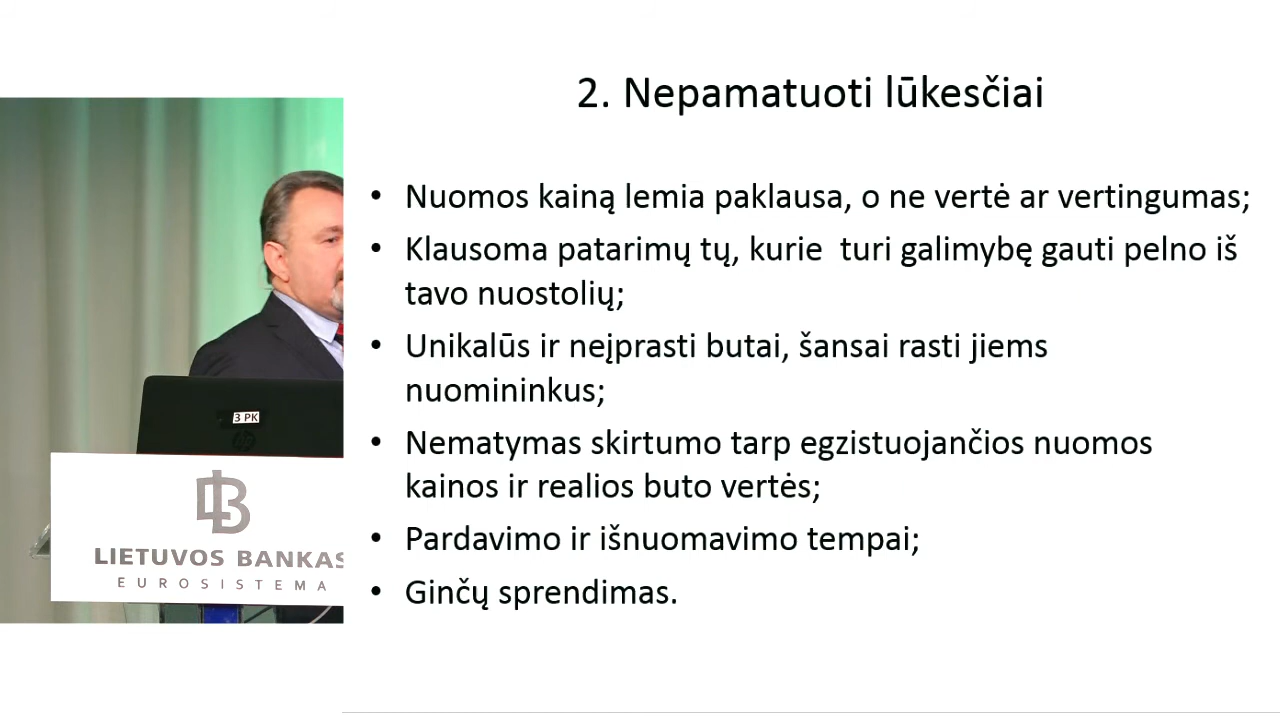 2. Nepamatuoti lūkesčiai
• Nuomos kainą lemia paklausa, o ne vertė ar vertingumas;
• Klausoma patarimų tų, kurie  turi galimybę gauti pelno iš
tavo nuostolių;
• Unikalūs ir neįprasti butai, šansai rasti jiems
nuomininkus;
• Nematymas skirtumo tarp egzistuojančios nuomos
kainos ir realios buto vertės;
• Pardavimo ir išnuomavimo tempai;
• Ginčų sprendimas.
3 PK
LIETUVOS BANKAS
EUROSISTEMA